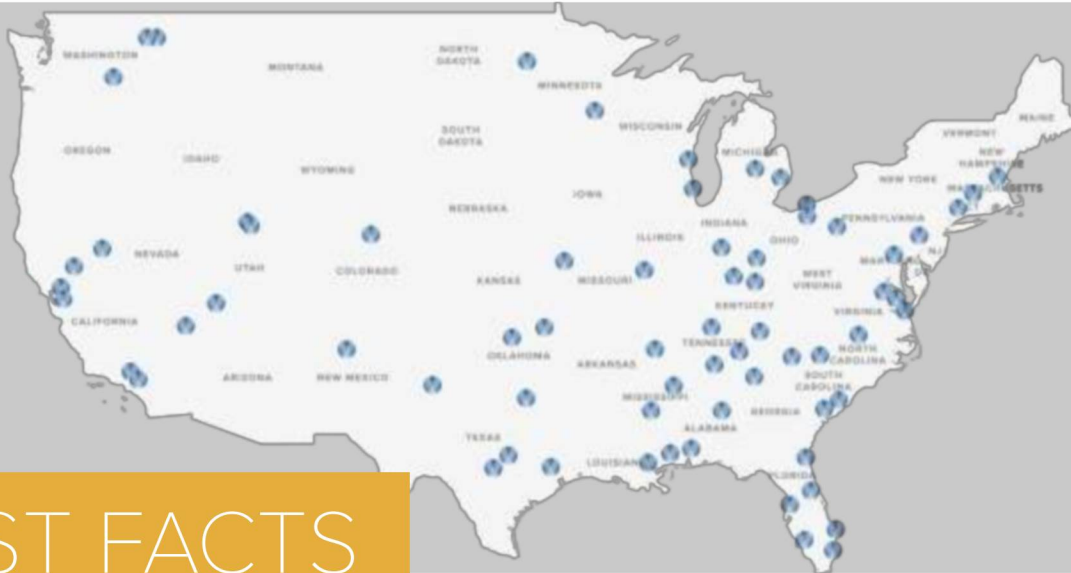 WASHINGTON
MONTANA
NORTH
DAKOTA
MINNESOTA
OREGON
IDAHO
WYOMING
SOUTH
DAKOTA
WISCONSIN
MICHIGAN
VERMONT
MAINE
NEW
HAMPSHIRE
NEW YORK
MASSACHUSETTS
NEBRASKA
IOWA
INDIANA
OHIO
PENNSYLVANIA
ILLINOIS
NEVADA
UTAH
COLORADO
KANSAS
MISSOURI
WEST
VIRGINIA
KENTUCKY
VIRGINIA
CALIFORNIA
OKLAHOMA
ARKANSAS
TENNESSEE
NORTH
CAROLINA
SOUTH
CAROLINA
ARIZONA
NEW MEXICO
MISSISSIPPI
GEORGIA
ALABAMA
TEXAS
LOUISIANA
FLORIDA
ST FACTS